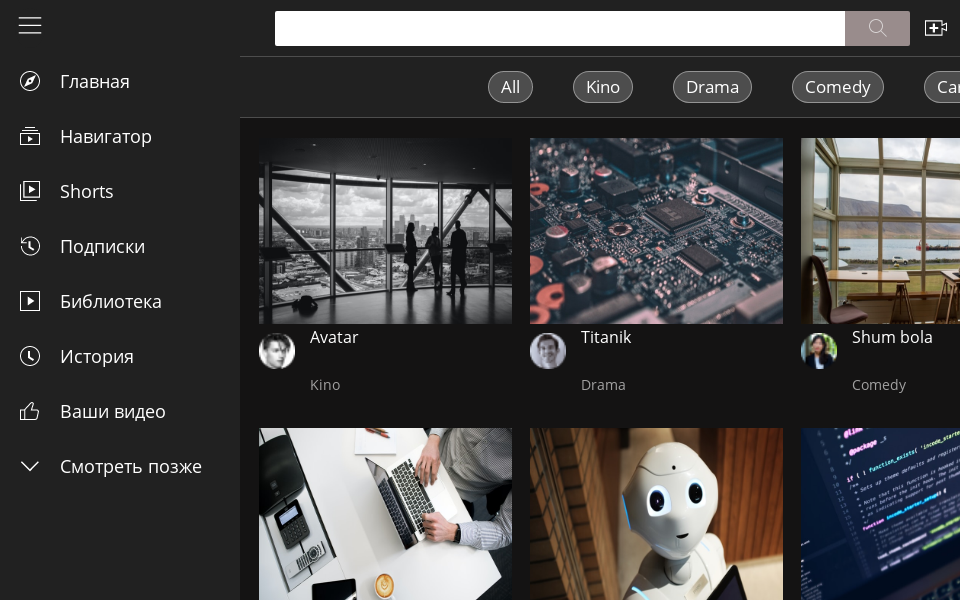 Главная
Навигатор
Shorts
Подписки
Библиотека
История
Ваши видео
Смотреть позже
All
Kino
Drama
Comedy
Avatar
Kino
Titanik
Drama
Shum bola
Comedy